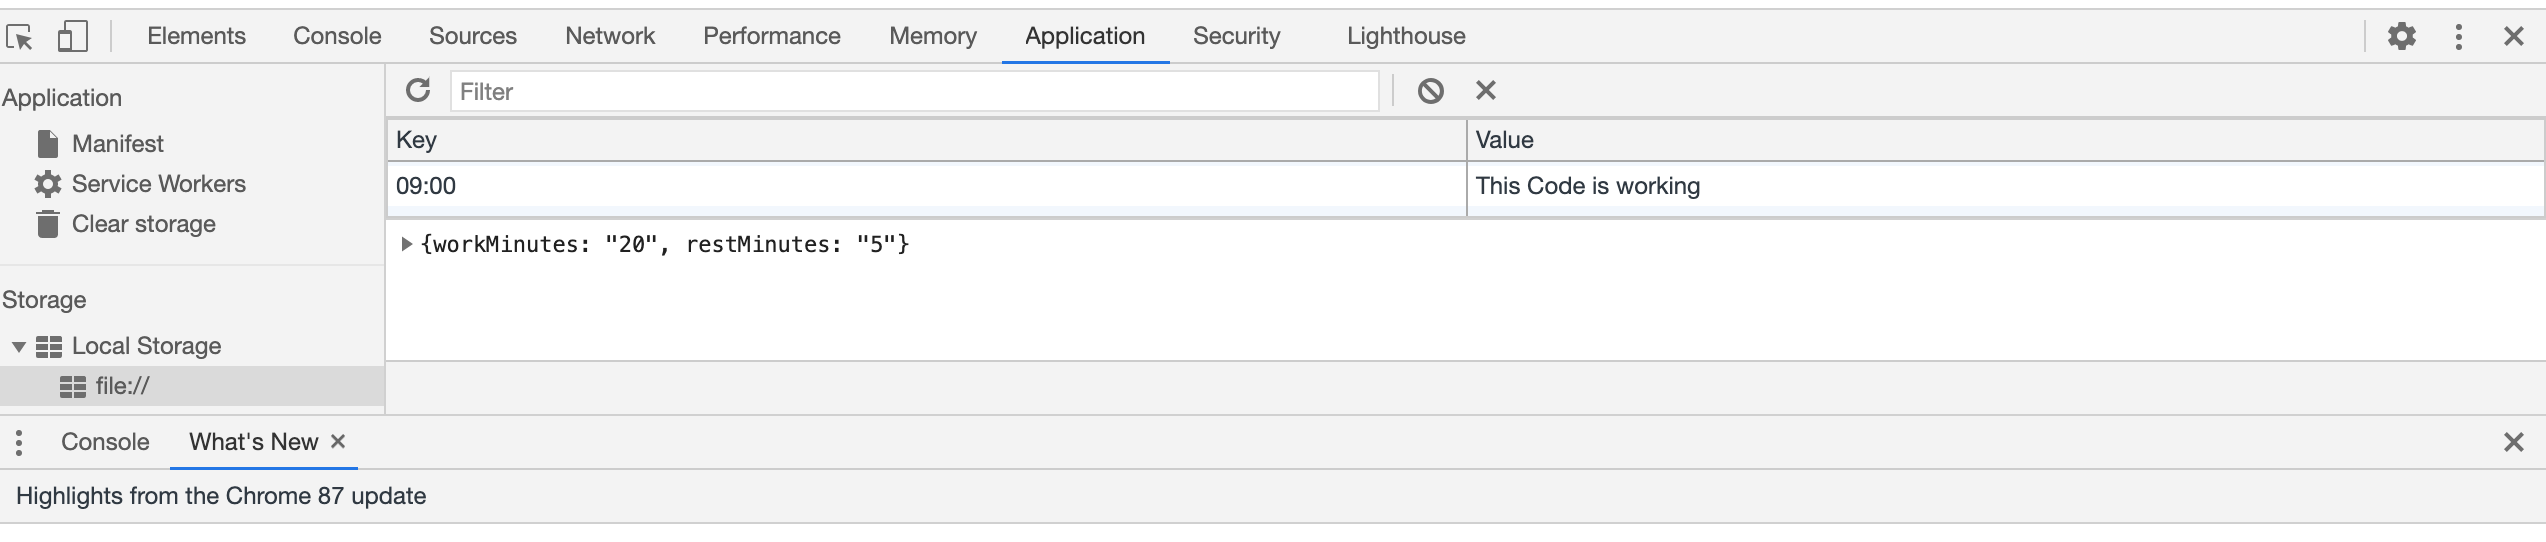 Elements Console Sources Network Performance Memory Application Security Lighthouse
Application
Manifest
Service Workers
Clear storage
Storage
Local Storage
file://
Filter
Key Value
09:00 This Code is working
{workMinutes: "20", restMinutes: "5"}
Console What's New
Highlights from the Chrome 87 update